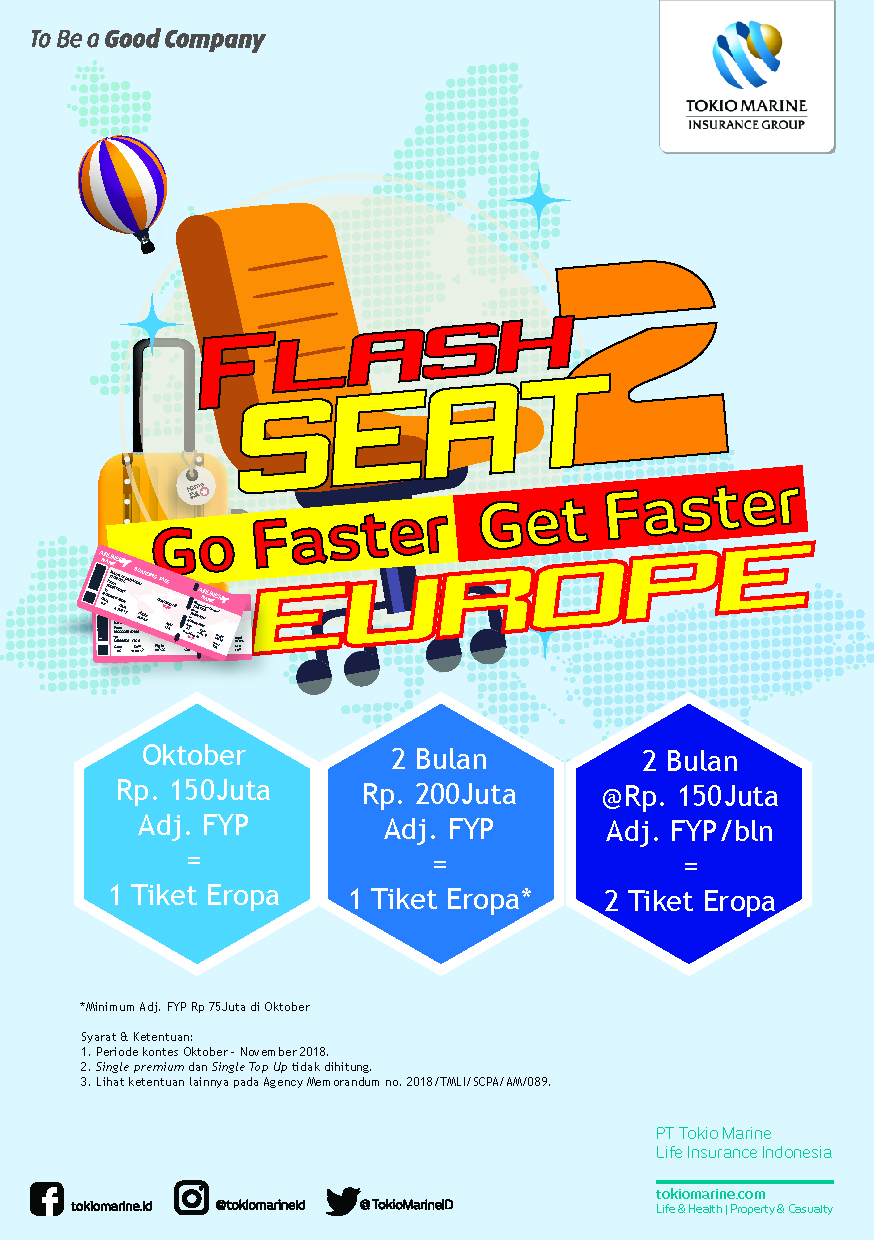 To Be a Good Company
TOKIO MARINE
INSURANCE GROUP
FLASH
SEAT 2
Go Faster Get Faster
EUROPE
BOARDING PASS
Oktober
Rp. 150Juta
Adj. FYP
=
1 Tiket Eropa
2 Bulan
Rp. 200Juta
Adj. FYP
=
1 Tiket Eropa*
2 Bulan
@Rp. 150Juta
Adj. FYP/bln
=
2 Tiket Eropa
*Minimum Adj. FYP Rp 75Juta di Oktober
Syarat & Ketentuan:
1. Periode kontes Oktober - November 2018.
2. Single premium dan Single Top Up tidak dihitung.
3. Lihat ketentuan lainnya pada Agency Memorandum no. 2018/TMLI/SCPA/AM/089.
PT Tokio Marine
Life Insurance Indonesia
tokiomarine.com
Life & Health | Property & Casualty
tokiomarine.id
@tokiomarineid
@TokioMarineID